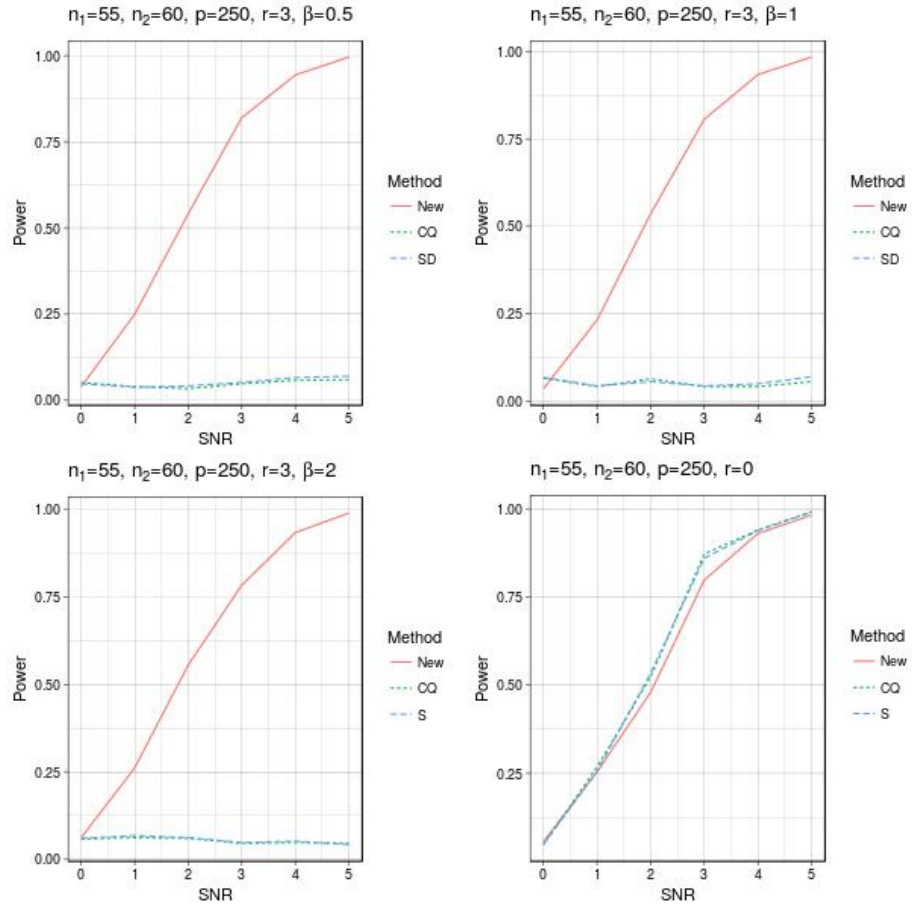 n₁=55, n₂=60, p=250, r=3, β=0.5
1.00
0.75
0.50
0.25
0.00
Power
0 1 2 3 4 5
SNR
Method
New
CQ
SD
n₁=55, n₂=60, p=250, r=3, β=1
1.00
0.75
0.50
0.25
0.00
Power
0 1 2 3 4 5
SNR
Method
New
CQ
SD
n₁=55, n₂=60, p=250, r=3, β=2
1.00
0.75
0.50
0.25
0.00
Power
0 1 2 3 4 5
SNR
Method
New
CQ
S
n₁=55, n₂=60, p=250, r=0
1.00
0.75
0.50
0.25
Power
0 1 2 3 4 5
SNR
Method
New
CQ
S